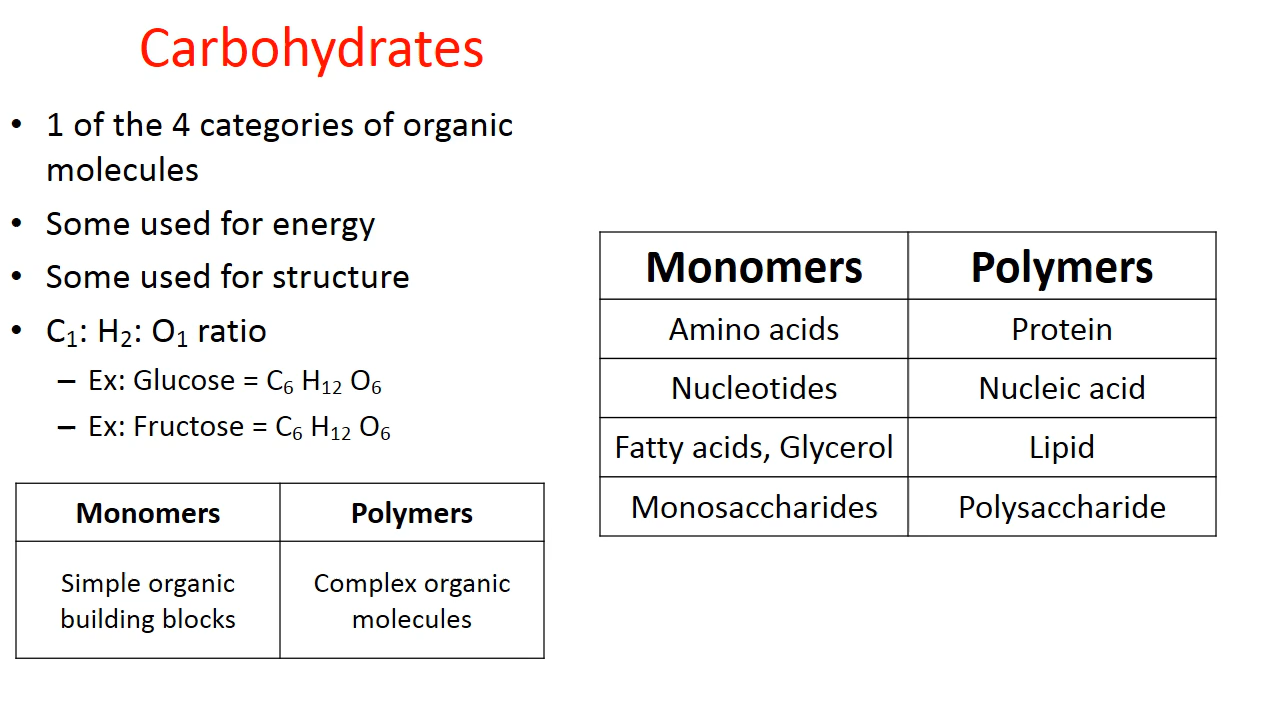 Carbohydrates
• 1 of the 4 categories of organic
molecules
• Some used for energy
• Some used for structure
• C₁: H₂: O₁ ratio
– Ex: Glucose = C₆ H₁₂ O₆
– Ex: Fructose = C₆ H₁₂ O₆
Monomers Polymers
Simple organic Complex organic
building blocks molecules
Monomers Polymers
Amino acids Protein
Nucleotides Nucleic acid
Fatty acids, Glycerol Lipid
Monosaccharides Polysaccharide